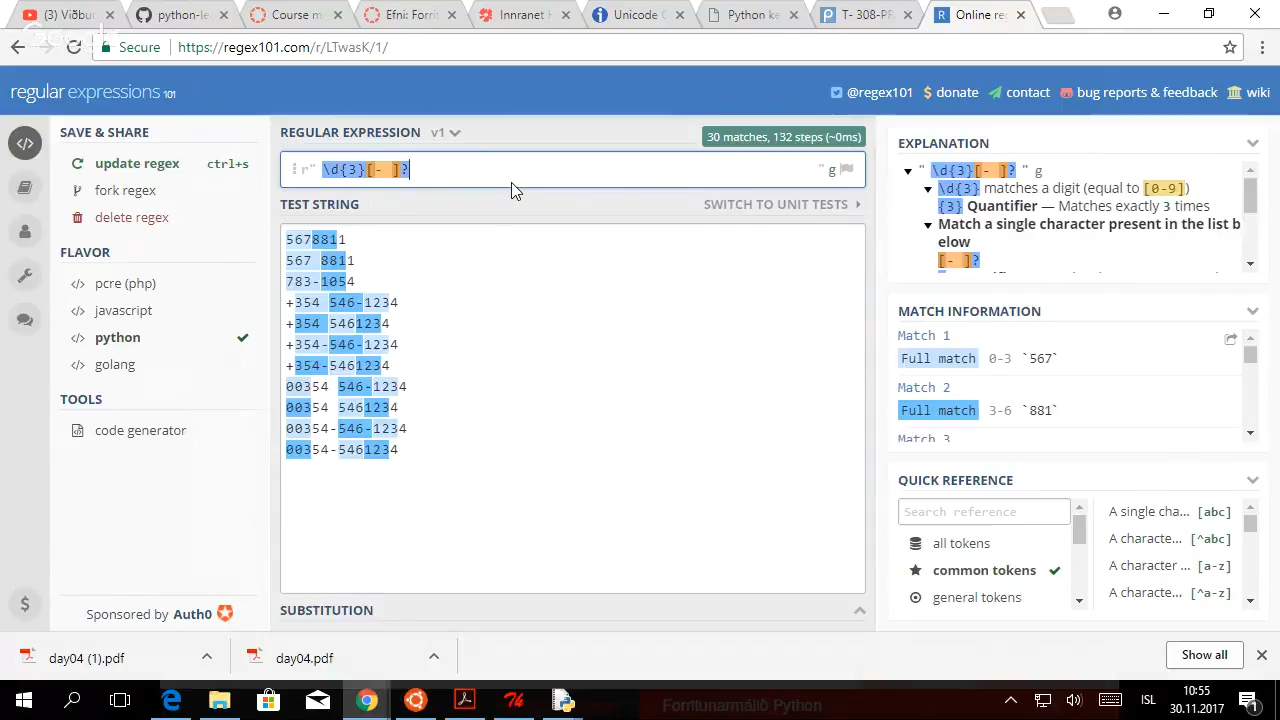 (3) Viðbur
python-le
Course m
Efni: Forrit
Innranet H
Unicode C
Python ke
T- 308-PR
Online re
Secure https://regex101.com/r/LTwasK/1/
regular expressions 101
@regex101 $ donate contact bug reports & feedback wiki
SAVE & SHARE
update regex ctrl+s
fork regex
delete regex
FLAVOR
</> pcre (php)
</> javascript
</> python
</> golang
TOOLS
code generator
Sponsored by Auth0
REGULAR EXPRESSION v1
30 matches, 132 steps (~0ms)
r" \d{3}[- ]? " g
TEST STRING
SWITCH TO UNIT TESTS
5678811
567 8811
783-1054
+354 546-1234
+354 5461234
+354-546-1234
+354-5461234
00354 546-1234
00354 5461234
00354-546-1234
00354-5461234
SUBSTITUTION
EXPLANATION
" \d{3}[- ]? " g
\d{3} matches a digit (equal to [0-9])
{3} Quantifier — Matches exactly 3 times
Match a single character present in the list b
elow
[- ]?
MATCH INFORMATION
Match 1
Full match 0-3 `567`
Match 2
Full match 3-6 `881`
Match 3
QUICK REFERENCE
Search reference
all tokens
common tokens
general tokens
A single cha... [abc]
A characte... [^abc]
A character ... [a-z]
A characte... [^a-z]
day04 (1).pdf
day04.pdf
Show all
Forritunarmálið Python
ISL
10:55
30.11.2017